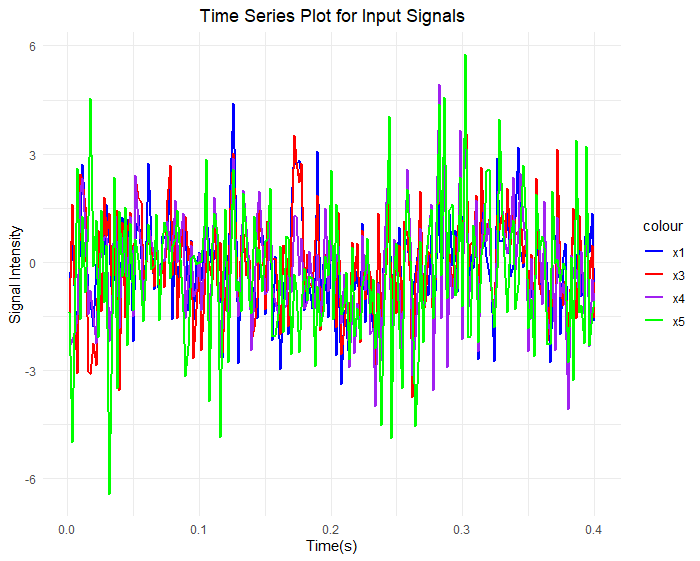 Time Series Plot for Input Signals
6
3
0
-3
-6
Signal Intensity
0.0 0.1 0.2 0.3 0.4
Time(s)
colour
x1
x3
x4
x5